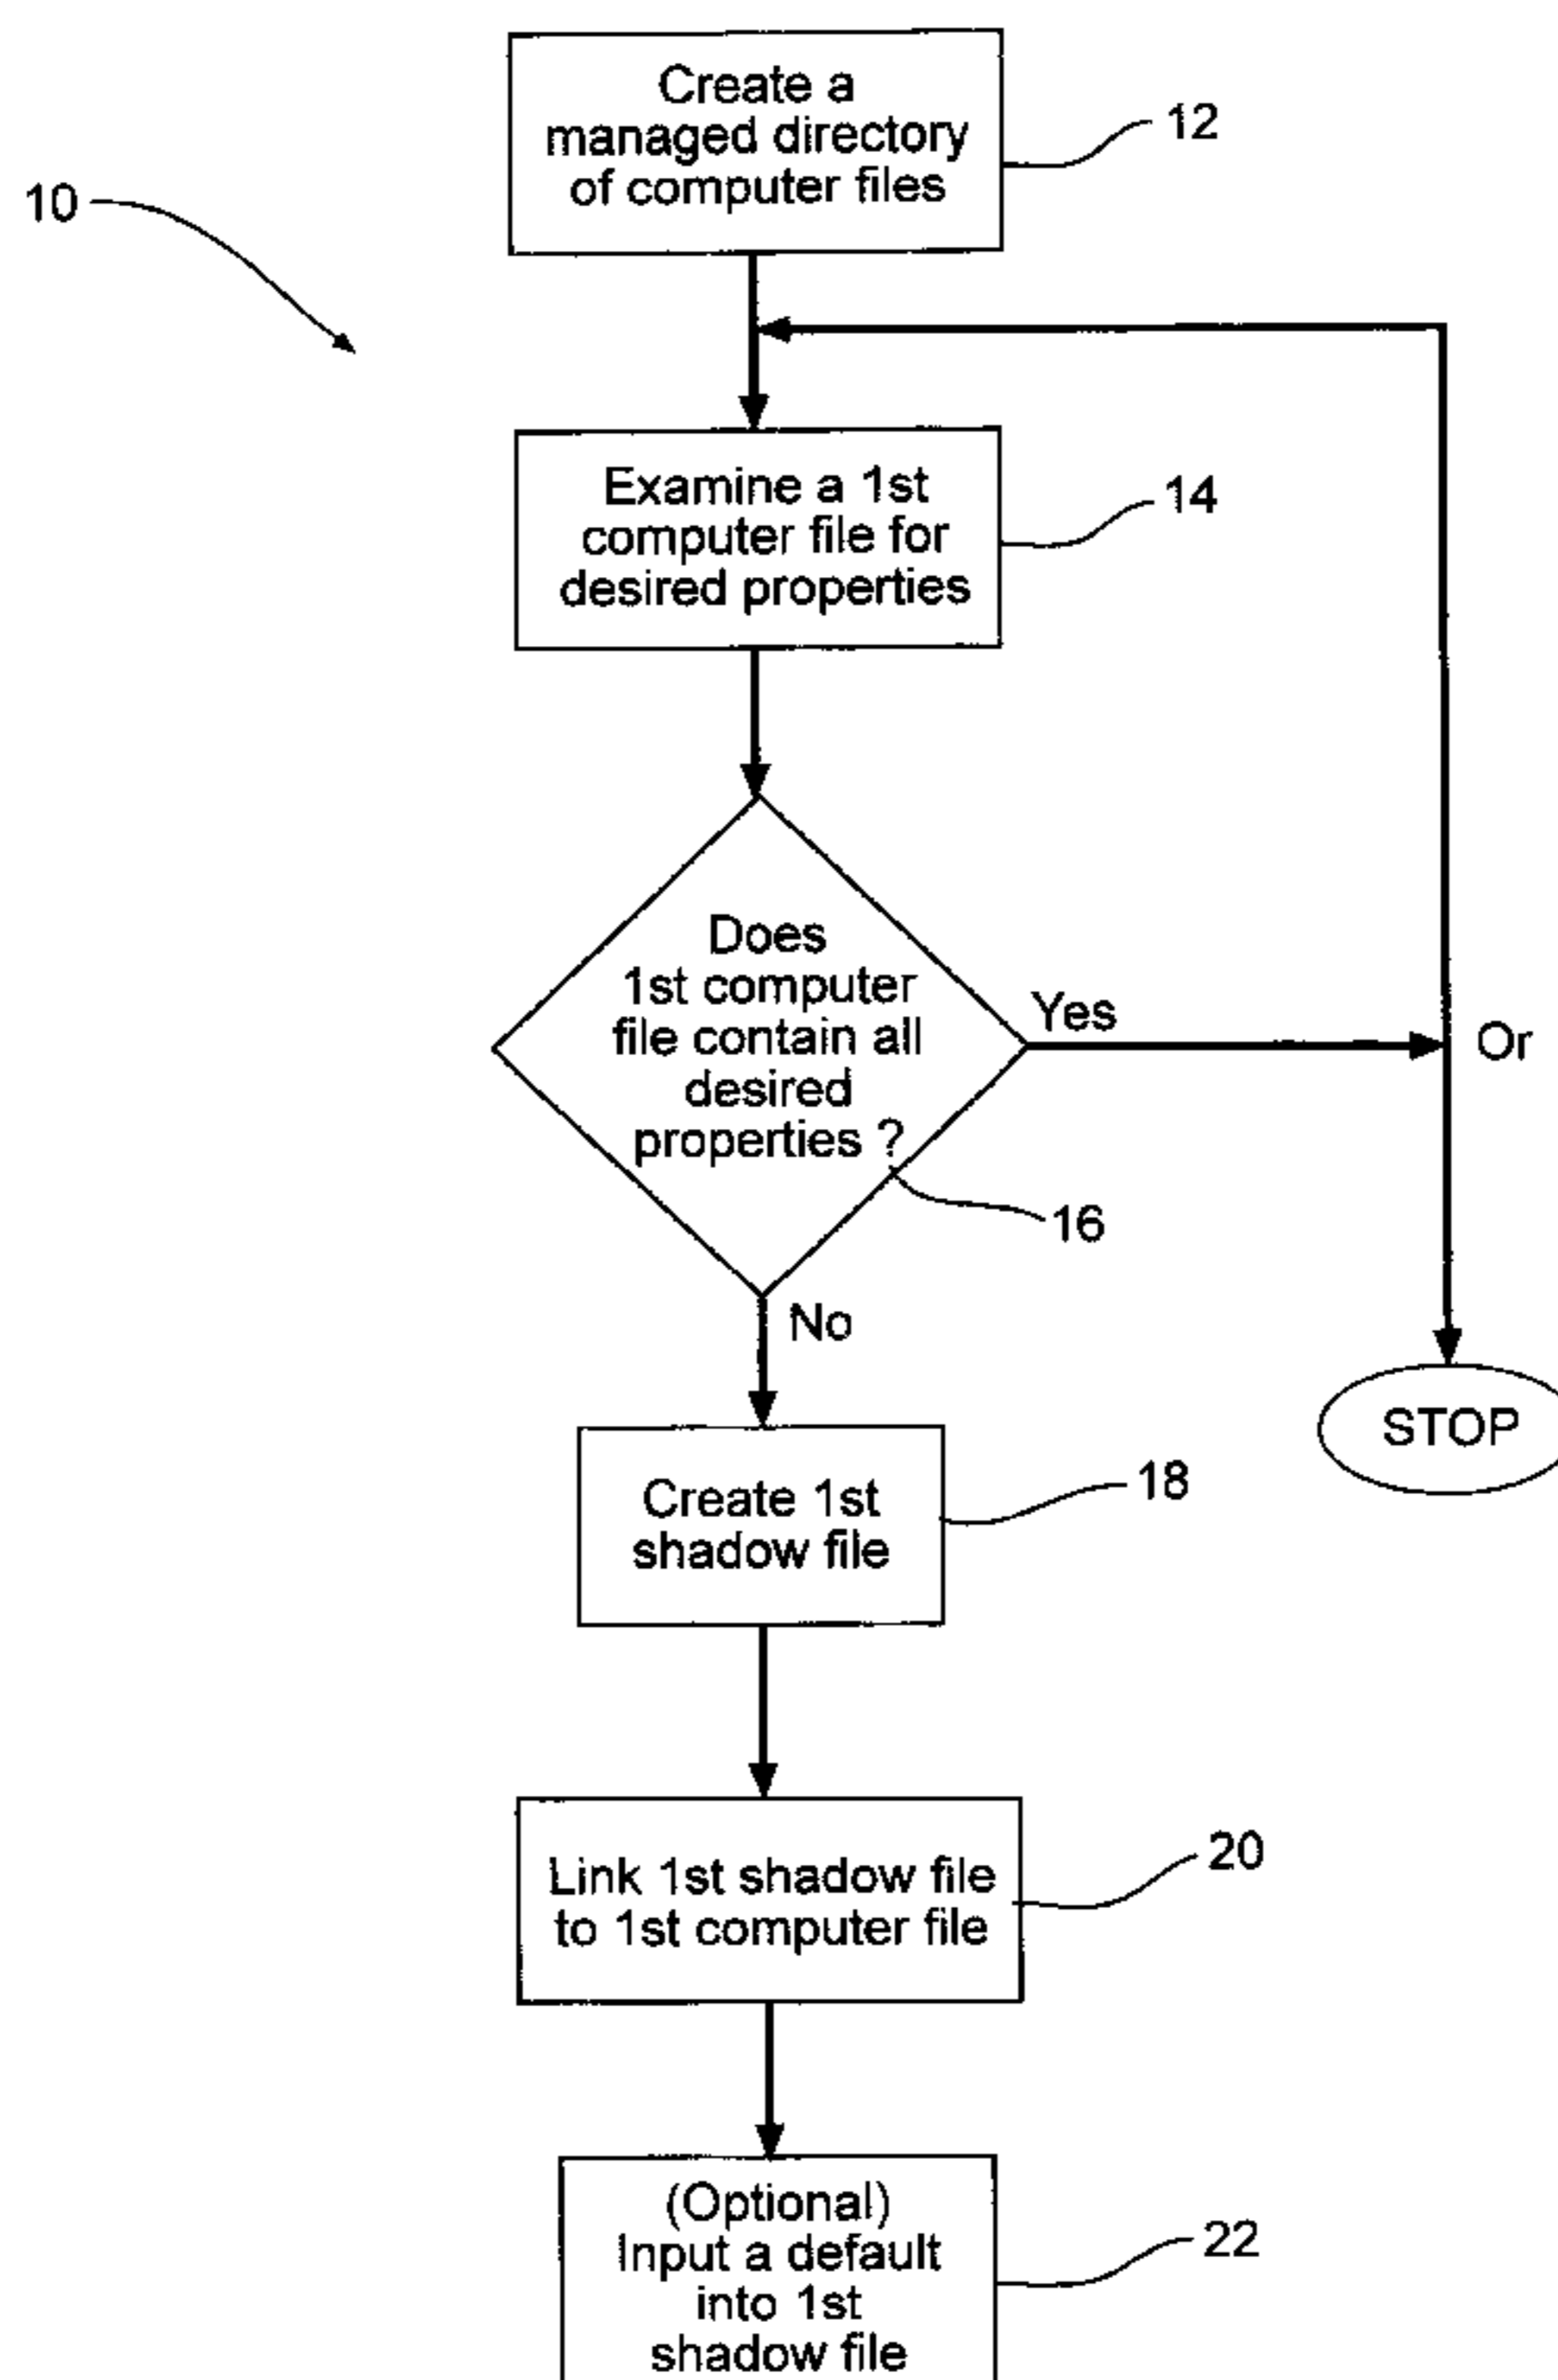 Create a
managed directory
of computer files
12
10
Examine a 1st
computer file for
desired properties
14
Does
1st computer
file contain all
desired
properties ?
Yes
Or
16
No
STOP
Create 1st
shadow file
18
Link 1st shadow file
to 1st computer file
20
(Optional)
Input a default
into 1st
shadow file
22